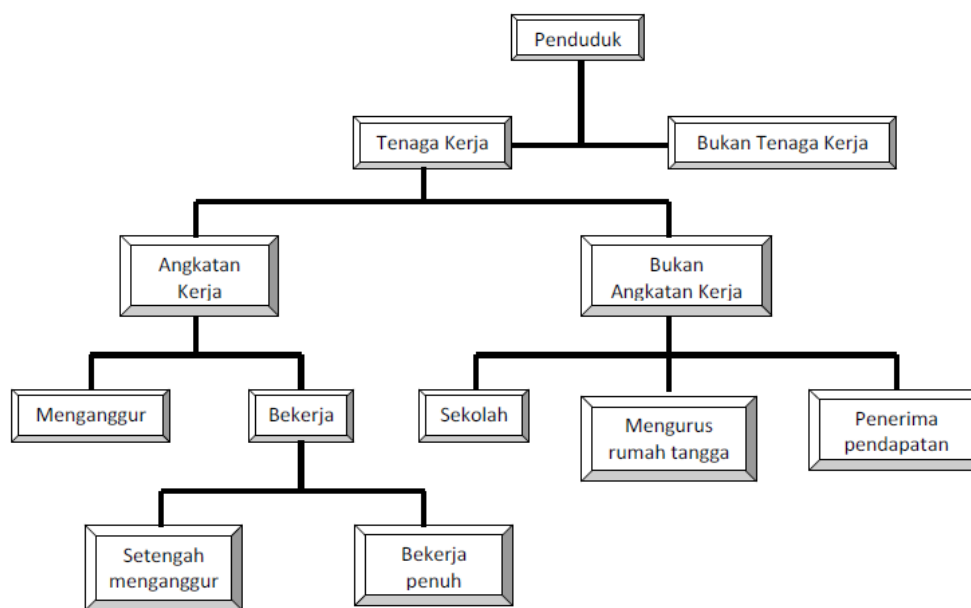 Penduduk
Tenaga Kerja
Bukan Tenaga Kerja
Angkatan
Kerja
Bukan
Angkatan Kerja
Menganggur
Bekerja
Sekolah
Mengurus
rumah tangga
Penerima
pendapatan
Setengah
menganggur
Bekerja
penuh